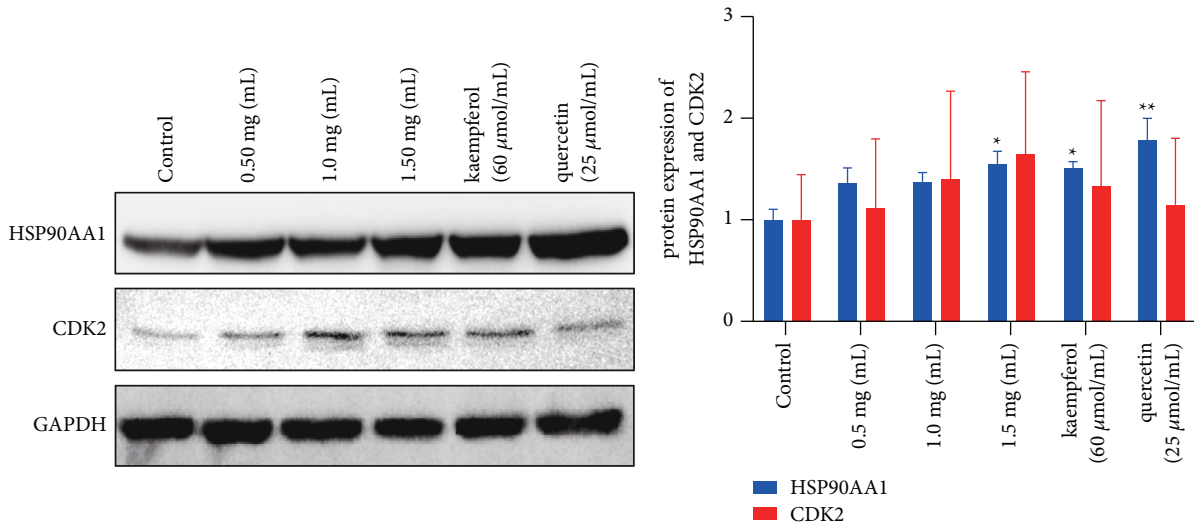 Control
0.50 mg (mL)
1.0 mg (mL)
1.50 mg (mL)
kaempferol
(60 µmol/mL)
quercetin
(25 µmol/mL)
HSP90AA1
CDK2
GAPDH
protein expression of
HSP90AA1 and CDK2
3
2
1
0
*
*
**
Control
0.5 mg (mL)
1.0 mg (mL)
1.5 mg (mL)
kaempferol
(60 µmol/mL)
quercetin
(25 µmol/mL)
HSP90AA1
CDK2